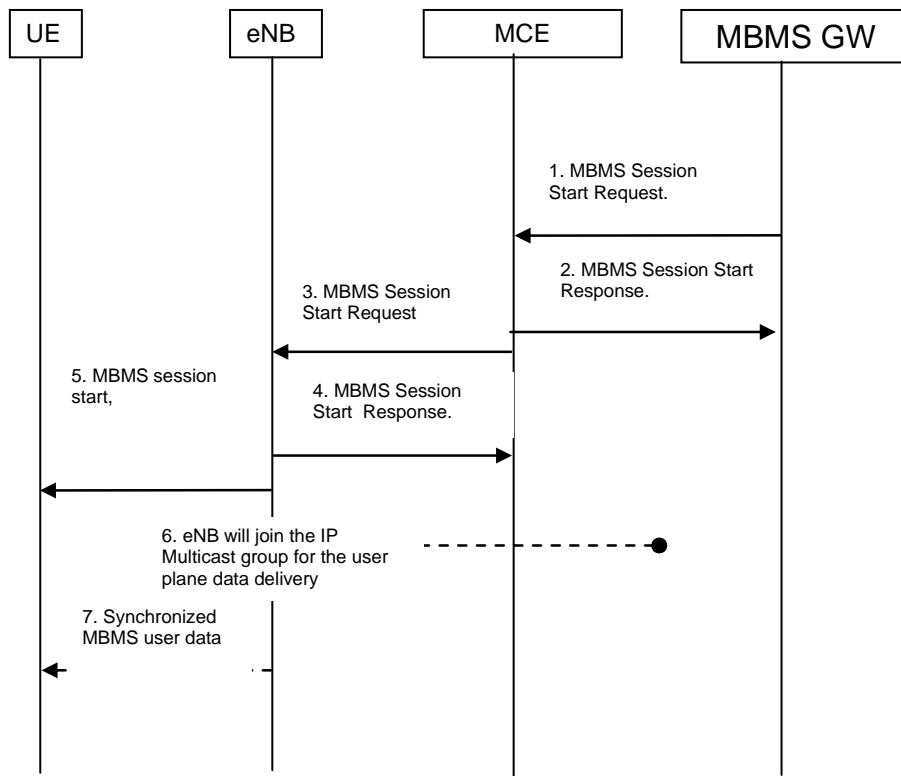 UE
eNB
MCE
MBMS GW
1. MBMS Session
Start Request.
2. MBMS Session Start
Response.
3. MBMS Session
Start Request
4. MBMS Session
Start Response.
5. MBMS session
start,
6. eNB will join the IP
Multicast group for the user
plane data delivery
7. Synchronized
MBMS user data